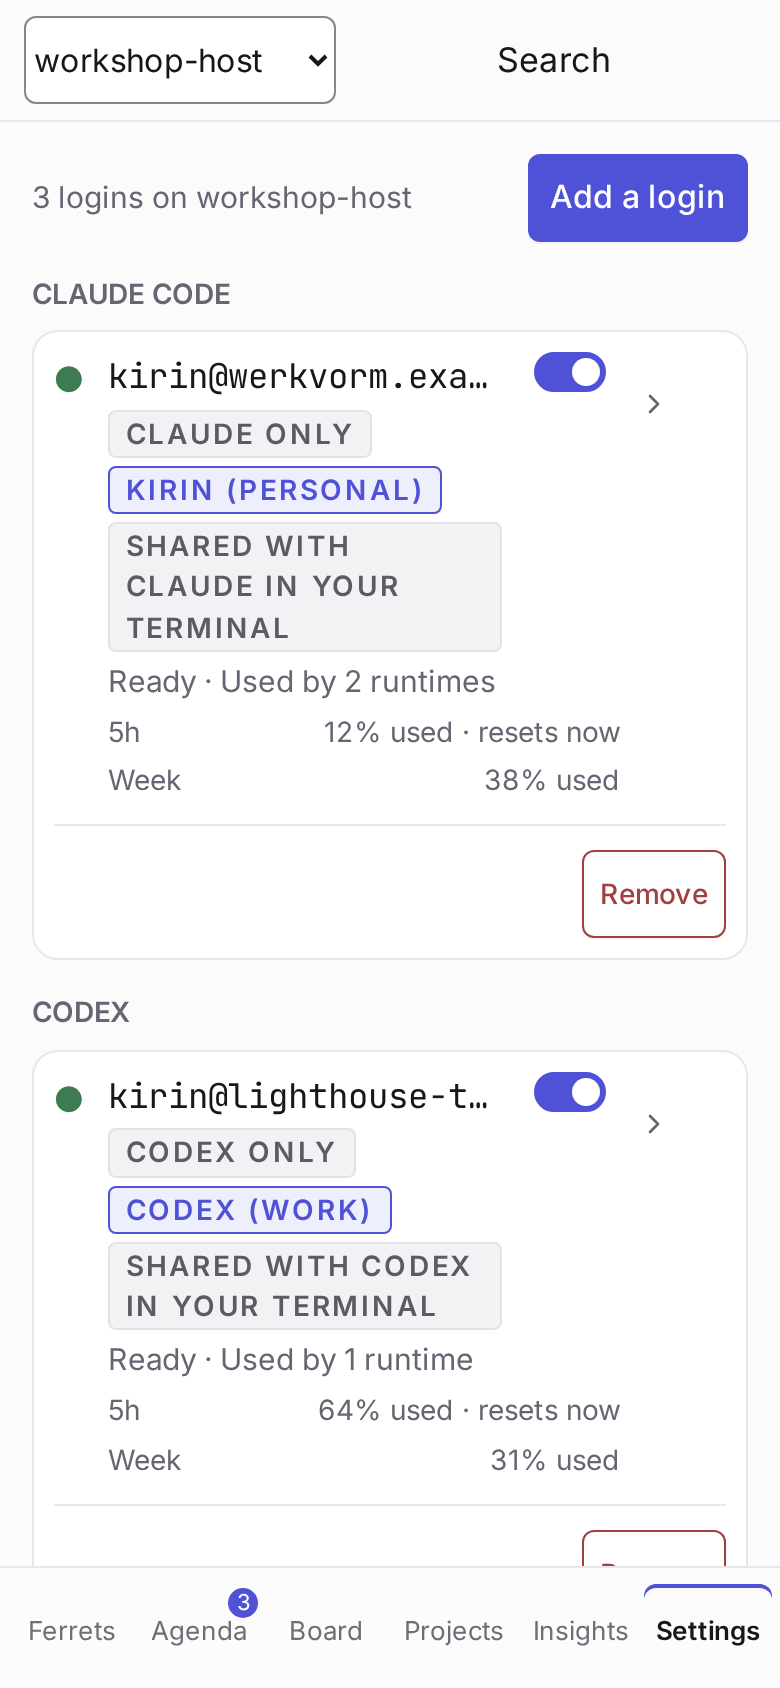 workshop-host
Search
3 logins on workshop-host
Add a login
CLAUDE CODE
kirin@werkvorm.exa…
CLAUDE ONLY
KIRIN (PERSONAL)
SHARED WITH
CLAUDE IN YOUR
TERMINAL
Ready · Used by 2 runtimes
5h 12% used · resets now
Week 38% used
Remove
CODEX
kirin@lighthouse-t…
CODEX ONLY
CODEX (WORK)
SHARED WITH CODEX
IN YOUR TERMINAL
Ready · Used by 1 runtime
5h 64% used · resets now
Week 31% used
3
Ferrets Agenda Board Projects Insights Settings